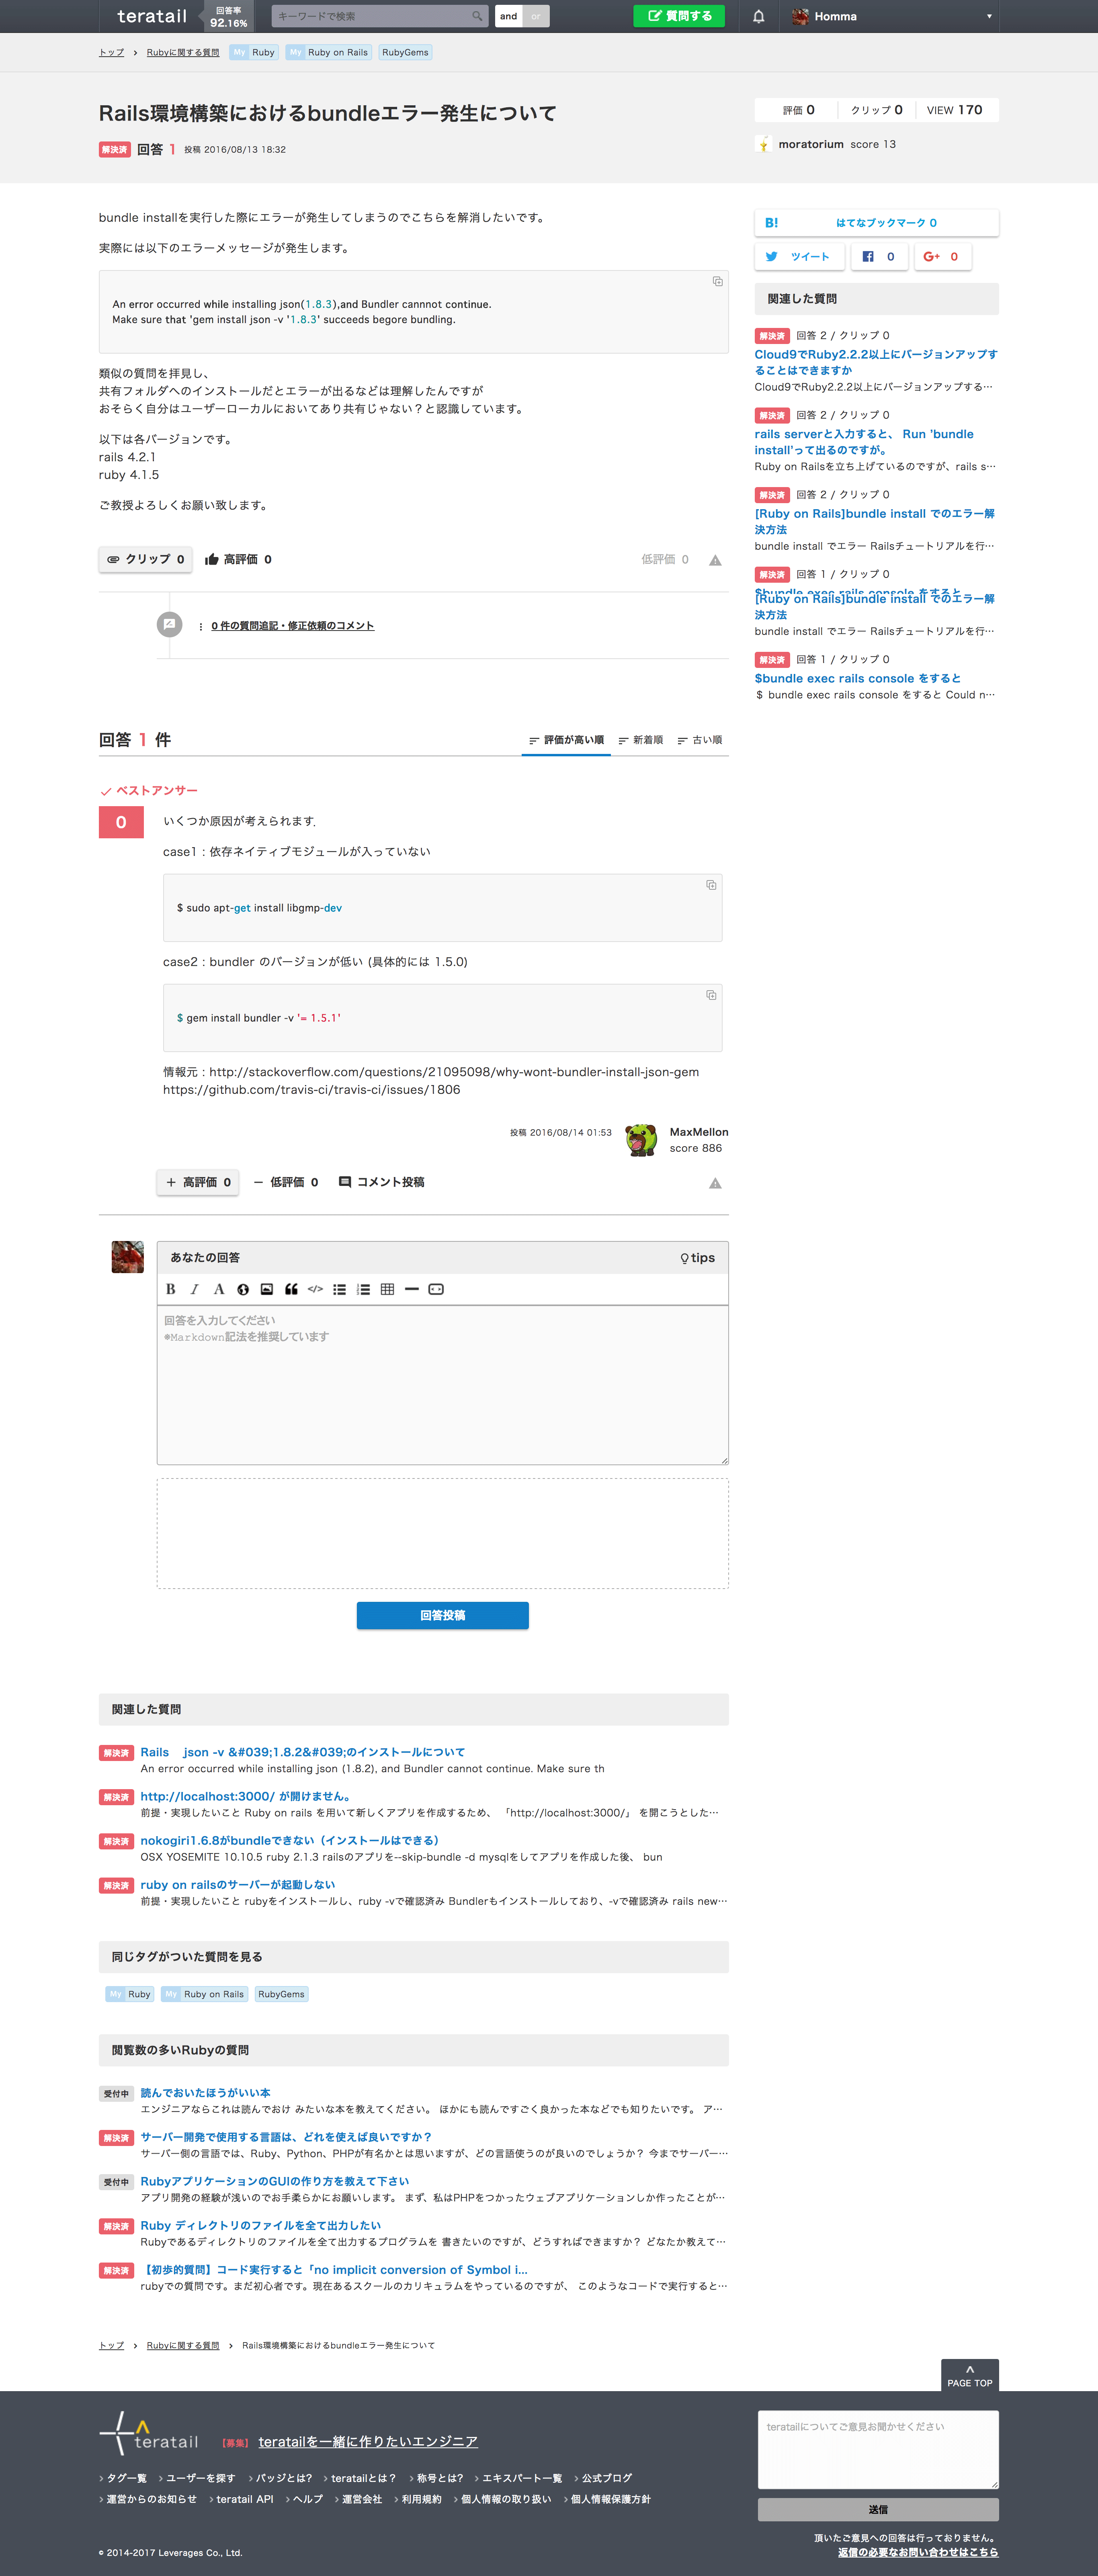 teratail
回答率
92.16%
キーワードで検索
and or
質問する
Homma
トップ › Rubyに関する質問 My Ruby My Ruby on Rails RubyGems
Rails環境構築におけるbundleエラー発生について
解決済 回答 1 投稿 2016/08/13 18:32
評価 0 クリップ 0 VIEW 170
moratorium score 13
bundle installを実行した際にエラーが発生してしまうのでこちらを解消したいです。
実際には以下のエラーメッセージが発生します。
An error occurred while installing json(1.8.3),and Bundler cannnot continue.
Make sure that 'gem install json -v '1.8.3' succeeds begore bundling.
類似の質問を拝見し、
共有フォルダへのインストールだとエラーが出るなどは理解したんですが
おそらく自分はユーザーローカルにおいてあり共有じゃない？と認識しています。
以下は各バージョンです。
rails 4.2.1
ruby 4.1.5
ご教授よろしくお願い致します。
クリップ 0 高評価 0 低評価 0
0 件の質問追記・修正依頼のコメント
B! はてなブックマーク 0
ツイート 0 G+ 0
関連した質問
解決済 回答 2 / クリップ 0
Cloud9でRuby2.2.2以上にバージョンアップす
ることはできますか
Cloud9でRuby2.2.2以上にバージョンアップする…
解決済 回答 2 / クリップ 0
rails serverと入力すると、 Run 'bundle
install'って出るのですが。
Ruby on Railsを立ち上げているのですが、rails s…
解決済 回答 2 / クリップ 0
[Ruby on Rails]bundle install でのエラー解
決方法
bundle install でエラー Railsチュートリアルを行…
解決済 回答 1 / クリップ 0
$bundle exec rails console をすると
[Ruby on Rails]bundle install でのエラー解
決方法
bundle install でエラー Railsチュートリアルを行…
解決済 回答 1 / クリップ 0
$bundle exec rails console をすると
＄ bundle exec rails console をすると Could n…
回答 1 件
評価が高い順 新着順 古い順
ベストアンサー
0
いくつか原因が考えられます.
case1 : 依存ネイティブモジュールが入っていない
$ sudo apt-get install libgmp-dev
case2 : bundler のバージョンが低い (具体的には 1.5.0)
$ gem install bundler -v '= 1.5.1'
情報元 : http://stackoverflow.com/questions/21095098/why-wont-bundler-install-json-gem
https://github.com/travis-ci/travis-ci/issues/1806
投稿 2016/08/14 01:53
MaxMellon
score 886
＋ 高評価 0 － 低評価 0 コメント投稿
あなたの回答 tips
B I A </>
回答を入力してください
●Markdown記法を推奨しています
回答投稿
関連した質問
解決済 Rails　json -v &#039;1.8.2&#039;のインストールについて
An error occurred while installing json (1.8.2), and Bundler cannot continue. Make sure th
解決済 http://localhost:3000/ が開けません。
前提・実現したいこと Ruby on rails を用いて新しくアプリを作成するため、 「http://localhost:3000/」 を開こうとした…
解決済 nokogiri1.6.8がbundleできない（インストールはできる）
OSX YOSEMITE 10.10.5 ruby 2.1.3 railsのアプリを--skip-bundle -d mysqlをしてアプリを作成した後、 bun
解決済 ruby on railsのサーバーが起動しない
前提・実現したいこと rubyをインストールし、ruby -vで確認済み Bundlerもインストールしており、-vで確認済み rails new…
同じタグがついた質問を見る
My Ruby My Ruby on Rails RubyGems
閲覧数の多いRubyの質問
受付中 読んでおいたほうがいい本
エンジニアならこれは読んでおけ みたいな本を教えてください。 ほかにも読んですごく良かった本などでも知りたいです。 ア…
解決済 サーバー開発で使用する言語は、どれを使えば良いですか？
サーバー側の言語では、Ruby、Python、PHPが有名かとは思いますが、どの言語使うのが良いのでしょうか？ 今までサーバー…
受付中 RubyアプリケーションのGUIの作り方を教えて下さい
アプリ開発の経験が浅いのでお手柔らかにお願いします。 まず、私はPHPをつかったウェブアプリケーションしか作ったことが…
解決済 Ruby ディレクトリのファイルを全て出力したい
Rubyであるディレクトリのファイルを全て出力するプログラムを 書きたいのですが、どうすればできますか？ どなたか教えて…
解決済 【初歩的質問】コード実行すると「no implicit conversion of Symbol i...
rubyでの質問です。まだ初心者です。現在あるスクールのカリキュラムをやっているのですが、 このようなコードで実行すると…
トップ › Rubyに関する質問 › Rails環境構築におけるbundleエラー発生について
PAGE TOP
teratail 【募集】 teratailを一緒に作りたいエンジニア
› タグ一覧 › ユーザーを探す › バッジとは? › teratailとは？ › 称号とは? › エキスパート一覧 › 公式ブログ
› 運営からのお知らせ › teratail API › ヘルプ › 運営会社 › 利用規約 › 個人情報の取り扱い › 個人情報保護方針
© 2014-2017 Leverages Co., Ltd.
teratailについてご意見お聞かせください
送信
頂いたご意見への回答は行っておりません。
返信の必要なお問い合わせはこちら